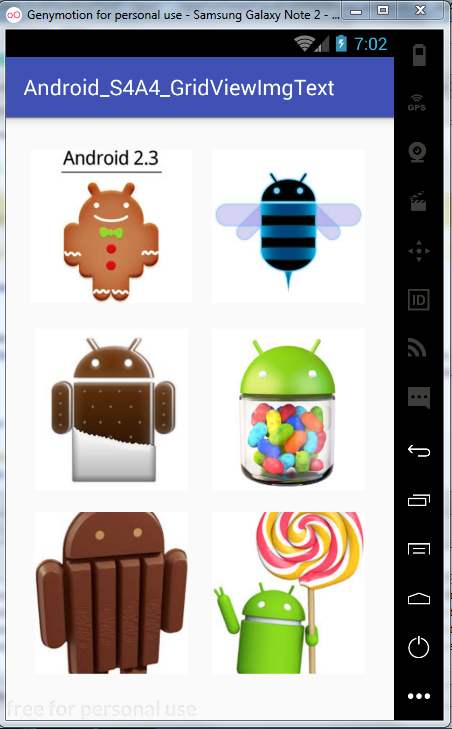 Genymotion for personal use - Samsung Galaxy Note 2 - ...
7:02
Android_S4A4_GridViewImgText
GPS
Android 2.3
ID
free for personal use